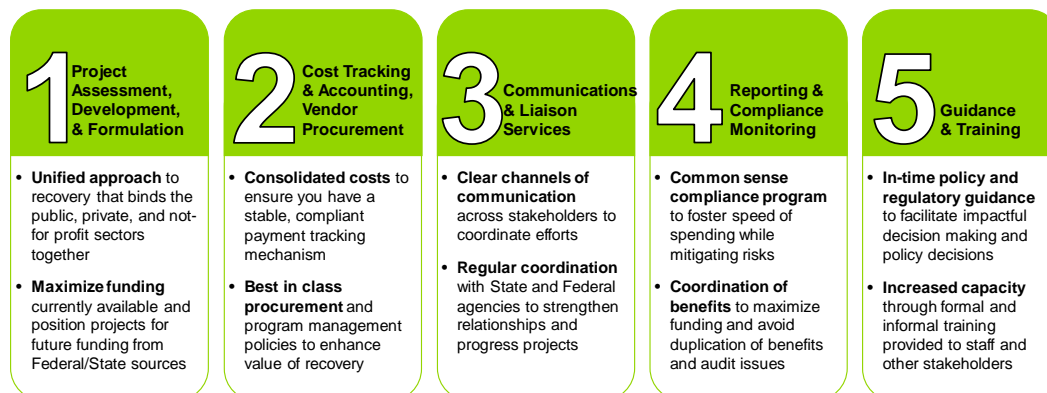 1
Project
Assessment,
Development,
& Formulation
• Unified approach to
recovery that binds the
public, private, and not-
for profit sectors
together
• Maximize funding
currently available and
position projects for
future funding from
Federal/State sources
2
Cost Tracking
& Accounting,
Vendor
Procurement
• Consolidated costs to
ensure you have a
stable, compliant
payment tracking
mechanism
• Best in class
procurement and
program management
policies to enhance
value of recovery
3
Communications
& Liaison
Services
• Clear channels of
communication
across stakeholders to
coordinate efforts
• Regular coordination
with State and Federal
agencies to strengthen
relationships and
progress projects
4
Reporting &
Compliance
Monitoring
• Common sense
compliance program
to foster speed of
spending while
mitigating risks
• Coordination of
benefits to maximize
funding and avoid
duplication of benefits
and audit issues
5
Guidance
& Training
• In-time policy and
regulatory guidance
to facilitate impactful
decision making and
policy decisions
• Increased capacity
through formal and
informal training
provided to staff and
other stakeholders